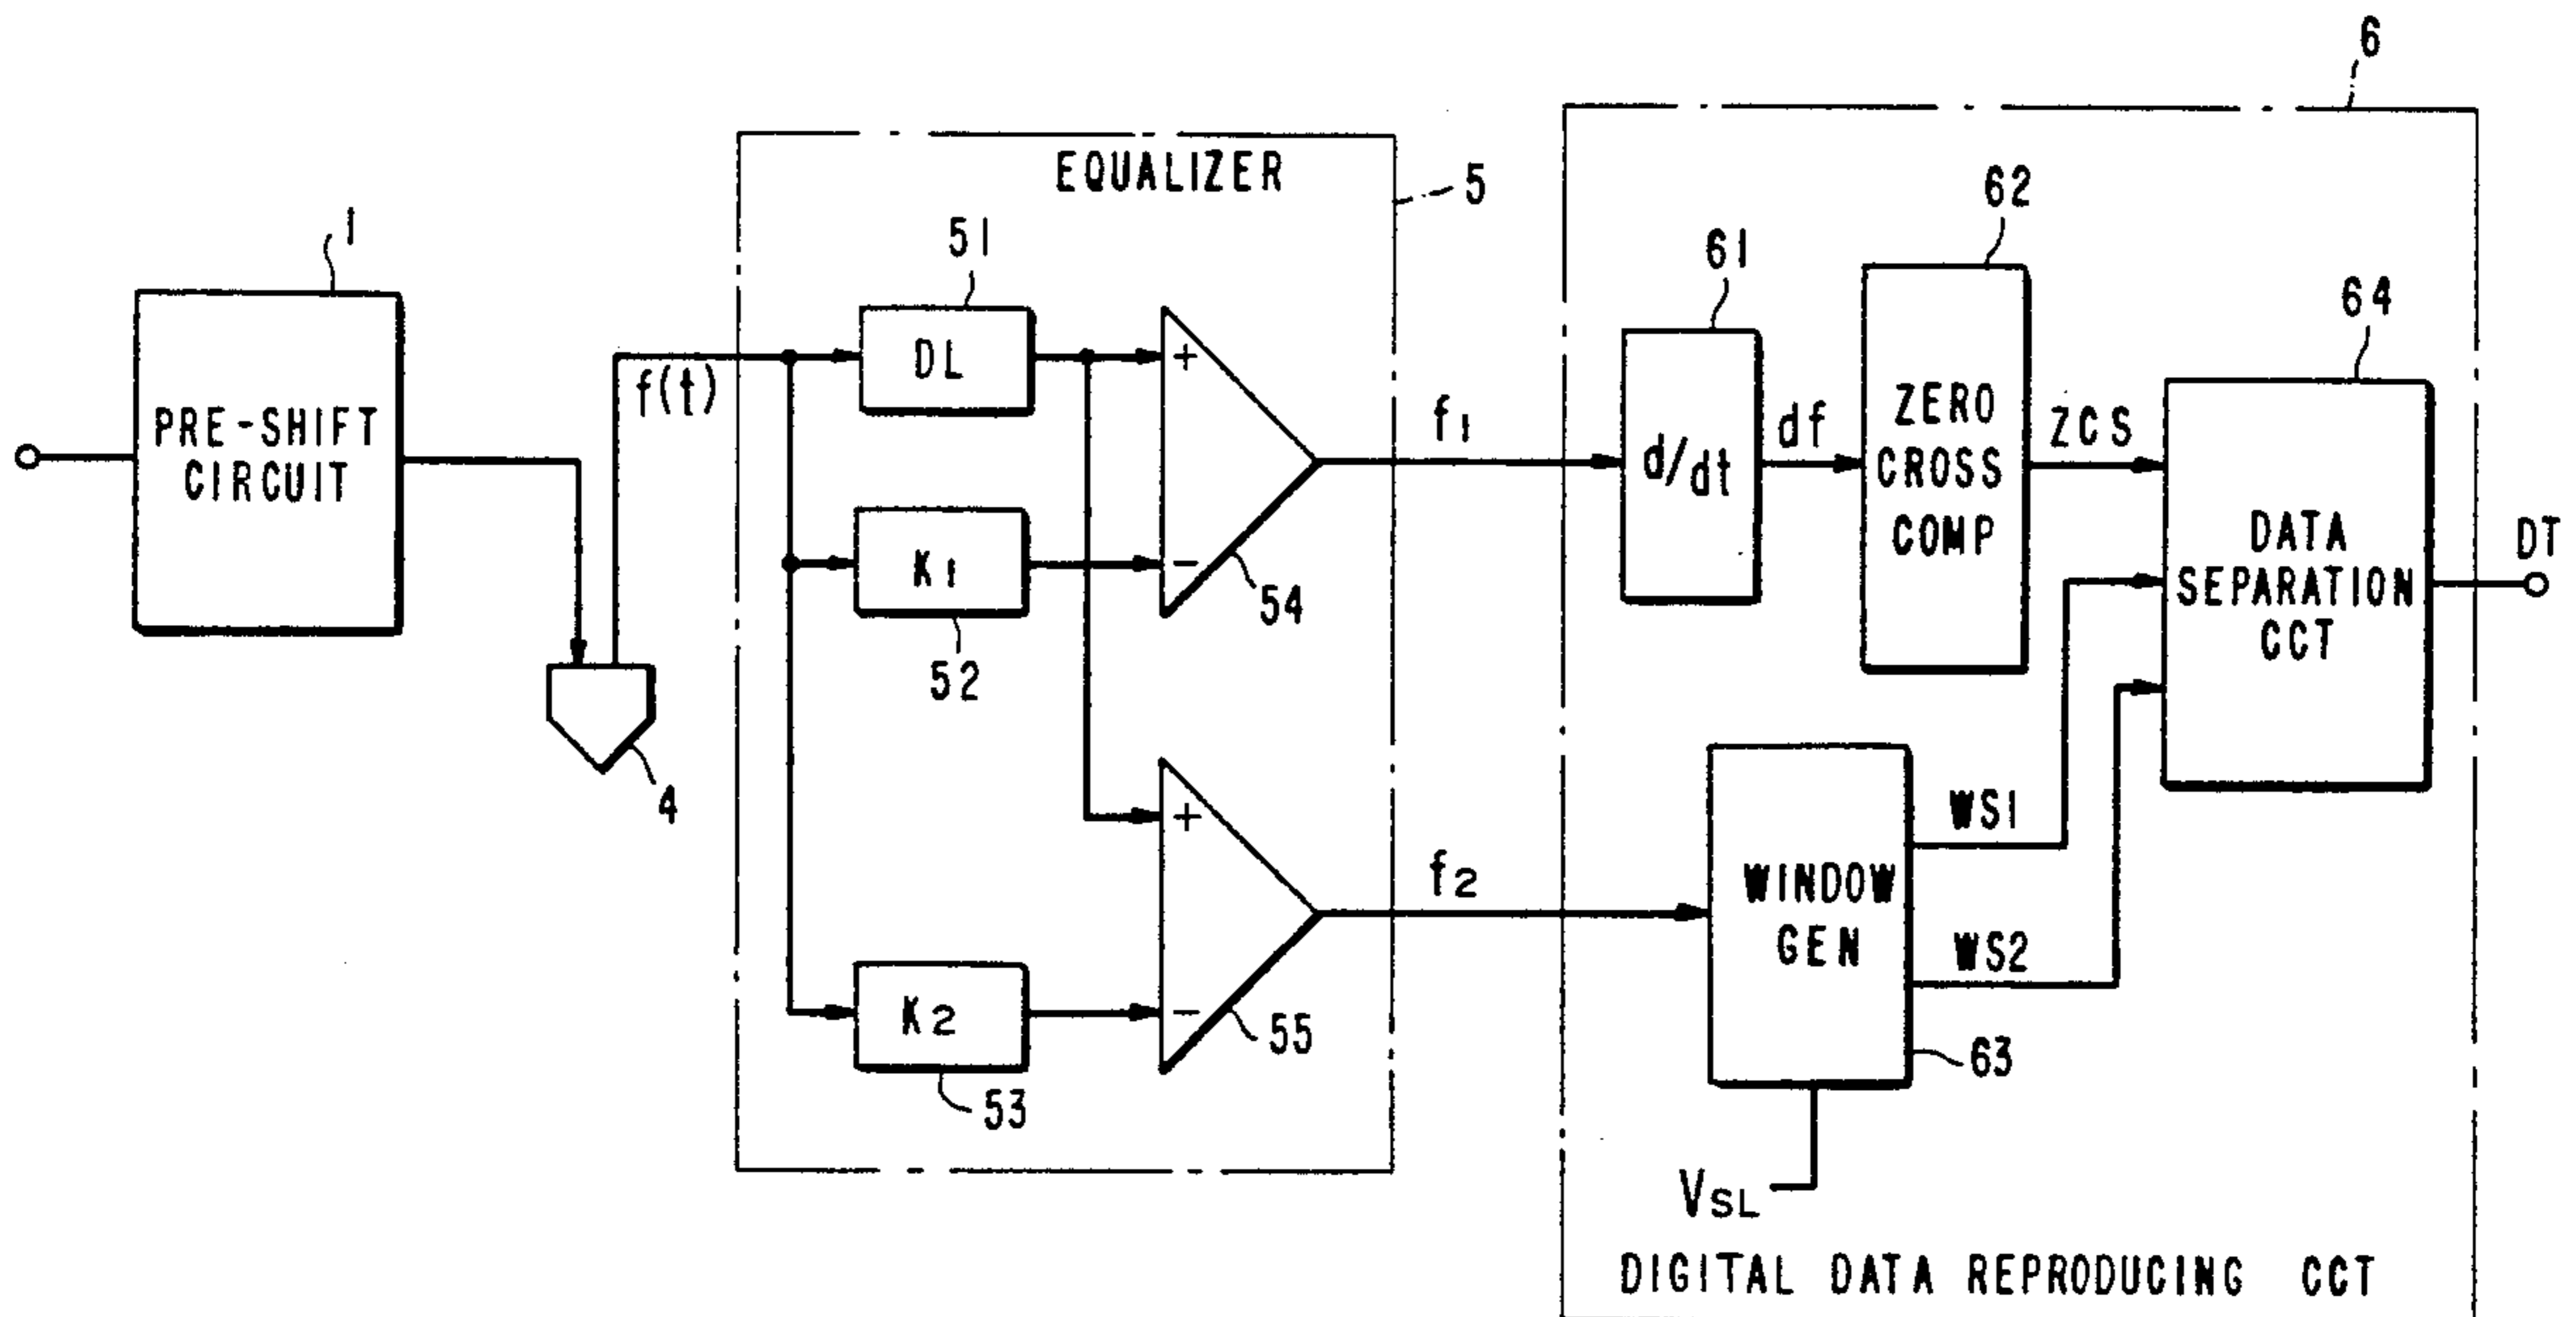 6
EQUALIZER
5
1
51
61
62
64
PRE-SHIFT
CIRCUIT
f(t)
DL
+
K1
-
52
54
4
f1
d/dt
df
ZERO
CROSS
COMP
ZCS
DATA
SEPARATION
CCT
DT
+
K2
-
53
55
f2
WINDOW
GEN
WS1
WS2
63
VSL
DIGITAL DATA REPRODUCING CCT